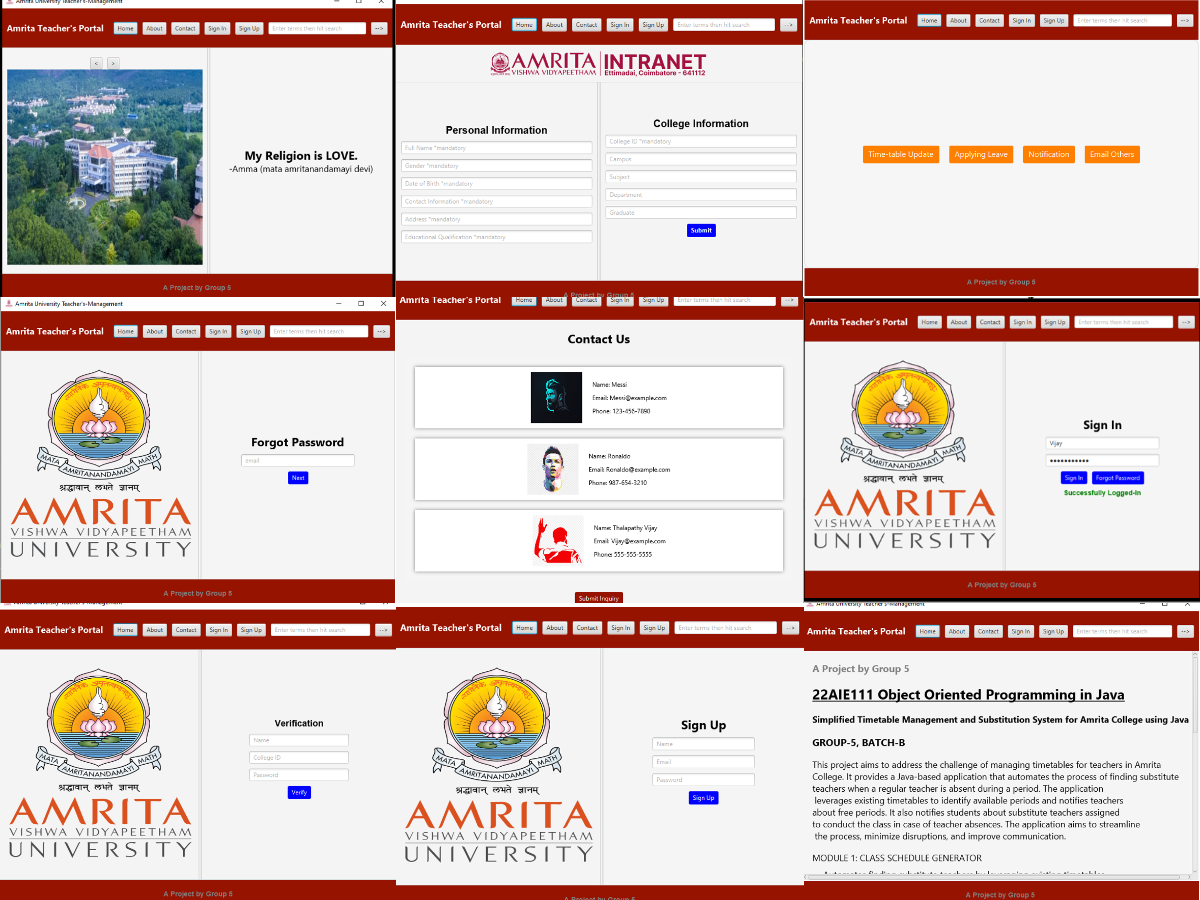 Amrita Teacher's Portal Home About Contact Sign In Sign Up Enter terms then hit search -->
< >
My Religion is LOVE.
-Amma (mata amritanandamayi devi)
A Project by Group 5
Amrita Teacher's Portal Home About Contact Sign In Sign Up Enter terms then hit search -->
AMRITA VISHWA VIDYAPEETHAM
INTRANET
Ettimadai, Coimbatore - 641112
Personal Information
Full Name *mandatory
Gender *mandatory
Date of Birth *mandatory
Contact Information *mandatory
Address *mandatory
Educational Qualification *mandatory
College Information
College ID *mandatory
Campus
Department
Graduate
Submit
A Project by Group 5
Amrita Teacher's Portal Home About Contact Sign In Sign Up Enter terms then hit search -->
Time-table Update Applying Leave Notification Email Others
A Project by Group 5
Amrita University Teacher's-Management
Amrita Teacher's Portal Home About Contact Sign In Sign Up Enter terms then hit search -->
MATA AMRITANANDAMAYI MATH
श्रद्धावान् लभते ज्ञानम्
AMRITA
VISHWA VIDYAPEETHAM
UNIVERSITY
Forgot Password
email
Next
A Project by Group 5
Amrita Teacher's Portal Home About Contact Sign In Sign Up Enter terms then hit search -->
Contact Us
Name: Messi
Email: Messi@example.com
Phone: 123-456-7890
Name: Ronaldo
Email: Ronaldo@example.com
Phone: 987-654-3210
Name: Thalapathy Vijay
Email: Vijay@example.com
Phone: 555-555-5555
Submit Inquiry
Amrita Teacher's Portal Home About Contact Sign In Sign Up Enter terms then hit search -->
MATA AMRITANANDAMAYI MATH
श्रद्धावान् लभते ज्ञानम्
AMRITA
VISHWA VIDYAPEETHAM
UNIVERSITY
Sign In
Vijay
•••••••••••
Sign In Forgot Password
Successfully Logged-In
A Project by Group 5
Amrita Teacher's Portal Home About Contact Sign In Sign Up Enter terms then hit search -->
MATA AMRITANANDAMAYI MATH
श्रद्धावान् लभते ज्ञानम्
AMRITA
VISHWA VIDYAPEETHAM
UNIVERSITY
Verification
Name
College ID
Password
Verify
A Project by Group 5
Amrita Teacher's Portal Home About Contact Sign In Sign Up Enter terms then hit search -->
MATA AMRITANANDAMAYI MATH
श्रद्धावान् लभते ज्ञानम्
AMRITA
VISHWA VIDYAPEETHAM
UNIVERSITY
Sign Up
Name
Email
Password
Sign Up
A Project by Group 5
Amrita University Teacher's-Management
Amrita Teacher's Portal Home About Contact Sign In Sign Up Enter terms then hit search -->
A Project by Group 5
22AIE111 Object Oriented Programming in Java
Simplified Timetable Management and Substitution System for Amrita College using Java
GROUP-5, BATCH-B
This project aims to address the challenge of managing timetables for teachers in Amrita
College. It provides a Java-based application that automates the process of finding substitute
teachers when a regular teacher is absent during a period. The application
leverages existing timetables to identify available periods and notifies teachers
about free periods. It also notifies students about substitute teachers assigned
to conduct the class in case of teacher absences. The application aims to streamline
the process, minimize disruptions, and improve communication.
MODULE 1: CLASS SCHEDULE GENERATOR
A Project by Group 5